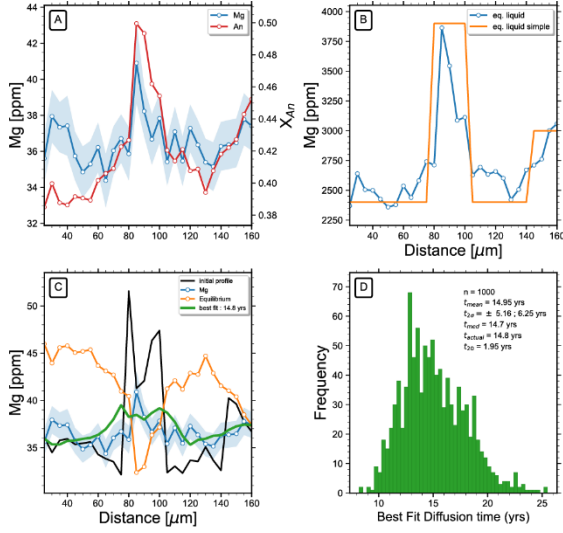 A
Mg
An
44
42
40
38
36
34
32
0.50
0.48
0.46
0.44
0.42
0.40
0.38
Mg [ppm]
X_An
40 60 80 100 120 140 160
B
eq. liquid
eq. liquid simple
4000
3750
3500
3250
3000
2750
2500
2250
Mg [ppm]
40 60 80 100 120 140 160
Distance [μm]
C
initial profile
Mg
Equilibrium
best fit : 14.8 yrs
50
45
40
35
Mg [ppm]
40 60 80 100 120 140 160
Distance [μm]
D
n = 1000
t_mean = 14.95 yrs
t_2σ = ± 5.16 ; 6.25 yrs
t_med = 14.7 yrs
t_actual = 14.8 yrs
70
60
50
40
30
20
10
0
Frequency
10 15 20 25
Best Fit Diffusion time (yrs)